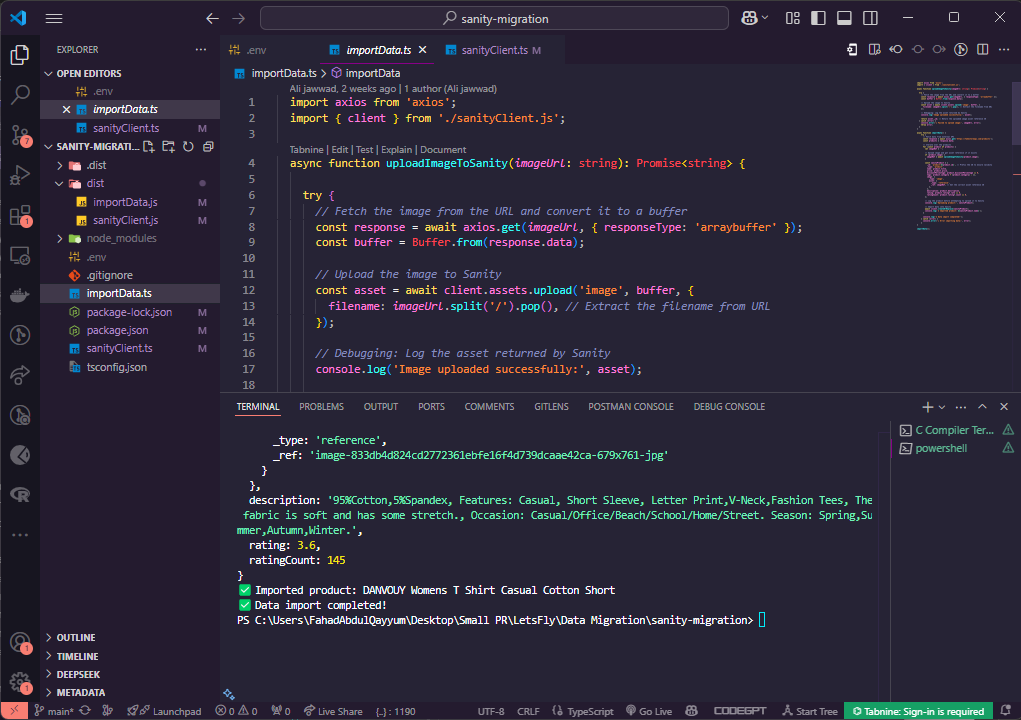 sanity-migration
EXPLORER
OPEN EDITORS
.env
importData.ts
sanityClient.ts M
SANITY-MIGRATI...
.dist
dist
importData.js M
sanityClient.js M
node_modules
.env
.gitignore
importData.ts
package-lock.json M
package.json M
sanityClient.ts M
tsconfig.json
OUTLINE
TIMELINE
DEEPSEEK
METADATA
7
1
1
1
.env
importData.ts
sanityClient.ts M
importData.ts > importData
Ali jawwad, 2 weeks ago | 1 author (Ali jawwad)
1 import axios from 'axios';
2 import { client } from './sanityClient.js';
3
Tabnine | Edit | Test | Explain | Document
4 async function uploadImageToSanity(imageUrl: string): Promise<string> {
5
6 try {
7 // Fetch the image from the URL and convert it to a buffer
8 const response = await axios.get(imageUrl, { responseType: 'arraybuffer' });
9 const buffer = Buffer.from(response.data);
10
11 // Upload the image to Sanity
12 const asset = await client.assets.upload('image', buffer, {
13 filename: imageUrl.split('/').pop(), // Extract the filename from URL
14 });
15
16 // Debugging: Log the asset returned by Sanity
17 console.log('Image uploaded successfully:', asset);
18
TERMINAL PROBLEMS OUTPUT PORTS COMMENTS GITLENS POSTMAN CONSOLE DEBUG CONSOLE
_type: 'reference',
_ref: 'image-833db4d824cd2772361ebfe16f4d739dcaae42ca-679x761-jpg'
}
},
description: '95%Cotton,5%Spandex, Features: Casual, Short Sleeve, Letter Print,V-Neck,Fashion Tees, The
fabric is soft and has some stretch., Occasion: Casual/Office/Beach/School/Home/Street. Season: Spring,Su
mmer,Autumn,Winter.',
rating: 3.6,
ratingCount: 145
}
✅ Imported product: DANVOUY Womens T Shirt Casual Cotton Short
✅ Data import completed!
PS C:\Users\FahadAbdulQayyum\Desktop\Small PR\LetsFly\Data Migration\sanity-migration>
C Compiler Ter...
powershell
main* Launchpad 0 0 0 Live Share {..} : 1190 UTF-8 CRLF {} TypeScript Go Live CODEGPT Start Tree Tabnine: Sign-in is required